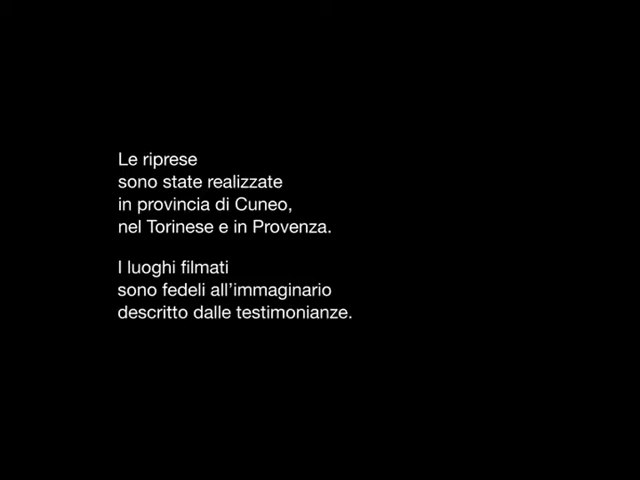 Le riprese
sono state realizzate
in provincia di Cuneo,
nel Torinese e in Provenza.
I luoghi filmati
sono fedeli all'immaginario
descritto dalle testimonianze.